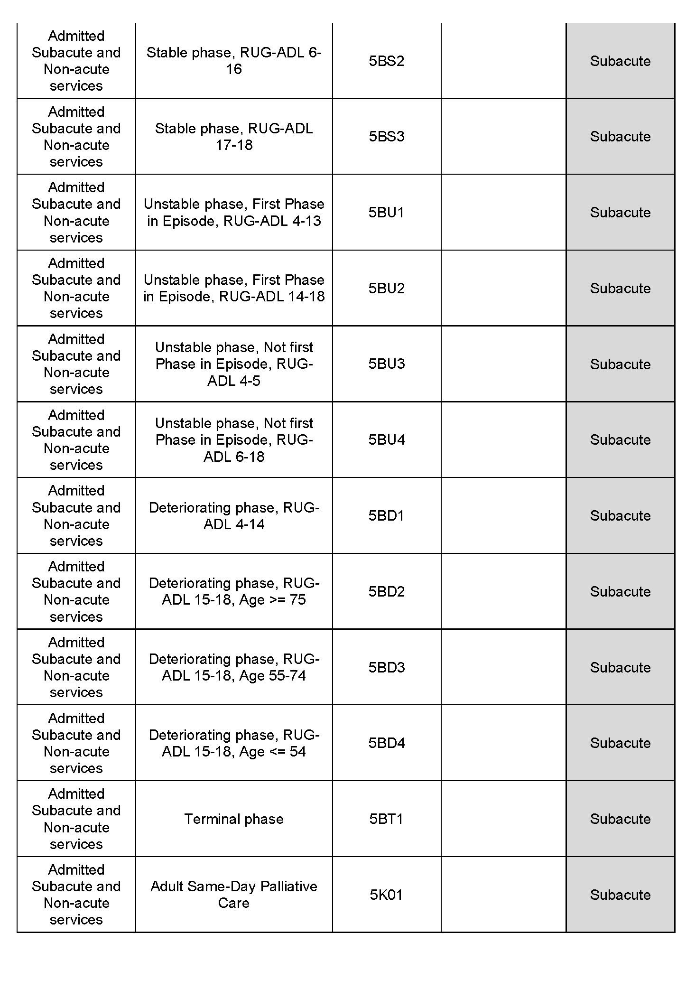 Admitted
Subacute and
Non-acute
services
Stable phase, RUG-ADL 6-
16
5BS2
Subacute
Admitted
Subacute and
Non-acute
services
Stable phase, RUG-ADL
17-18
5BS3
Subacute
Admitted
Subacute and
Non-acute
services
Unstable phase, First Phase
in Episode, RUG-ADL 4-13
5BU1
Subacute
Admitted
Subacute and
Non-acute
services
Unstable phase, First Phase
in Episode, RUG-ADL 14-18
5BU2
Subacute
Admitted
Subacute and
Non-acute
services
Unstable phase, Not first
Phase in Episode, RUG-
ADL 4-5
5BU3
Subacute
Admitted
Subacute and
Non-acute
services
Unstable phase, Not first
Phase in Episode, RUG-
ADL 6-18
5BU4
Subacute
Admitted
Subacute and
Non-acute
services
Deteriorating phase, RUG-
ADL 4-14
5BD1
Subacute
Admitted
Subacute and
Non-acute
services
Deteriorating phase, RUG-
ADL 15-18, Age >= 75
5BD2
Subacute
Admitted
Subacute and
Non-acute
services
Deteriorating phase, RUG-
ADL 15-18, Age 55-74
5BD3
Subacute
Admitted
Subacute and
Non-acute
services
Deteriorating phase, RUG-
ADL 15-18, Age <= 54
5BD4
Subacute
Admitted
Subacute and
Non-acute
services
Terminal phase
5BT1
Subacute
Admitted
Subacute and
Non-acute
services
Adult Same-Day Palliative
Care
5K01
Subacute